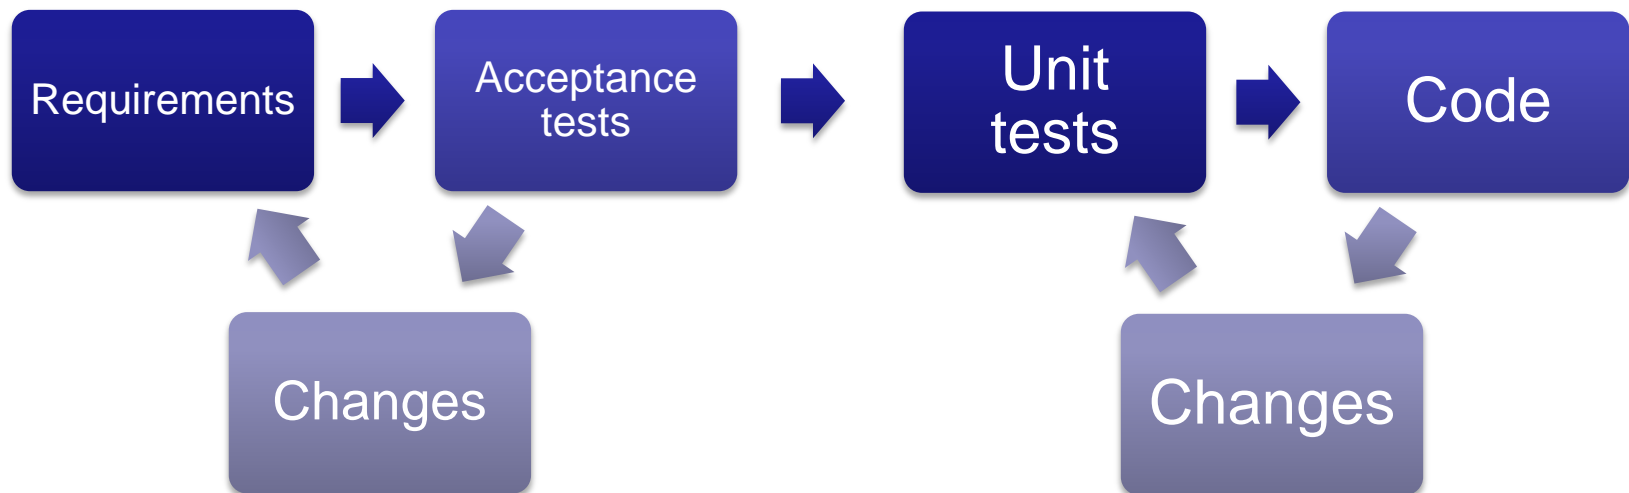 Requirements
Acceptance
tests
Unit
tests
Code
Changes
Changes